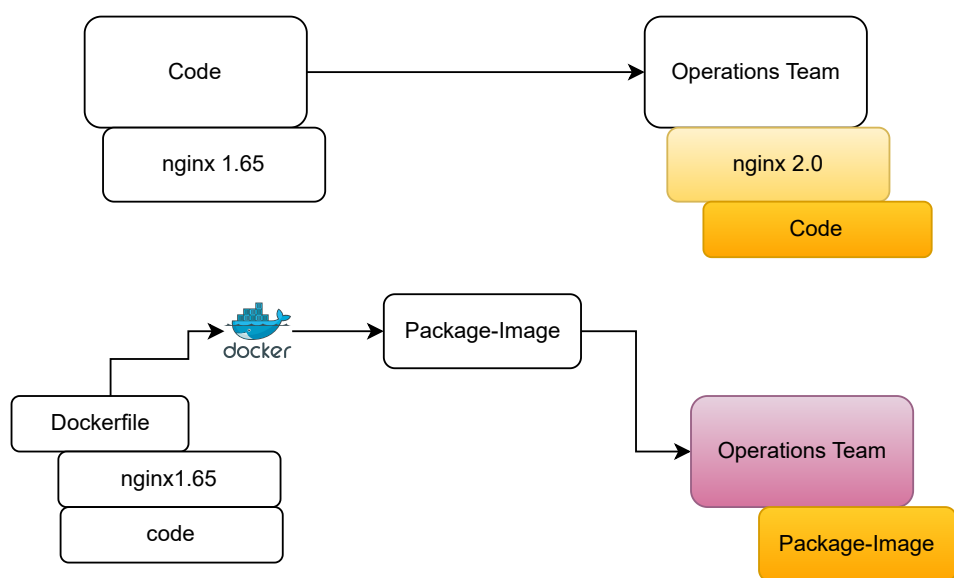 Code
Operations Team
nginx 1.65
nginx 2.0
Code
docker
Package-Image
Dockerfile
nginx1.65
code
Operations Team
Package-Image